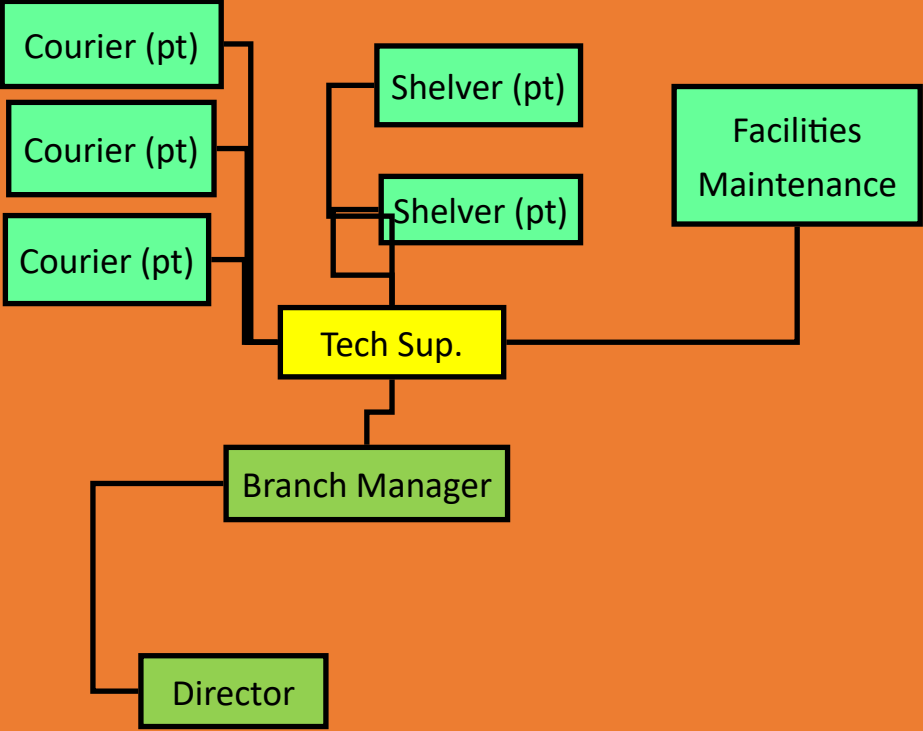 Courier (pt)
Courier (pt)
Courier (pt)
Shelver (pt)
Shelver (pt)
Facilities
Maintenance
Tech Sup.
Branch Manager
Director